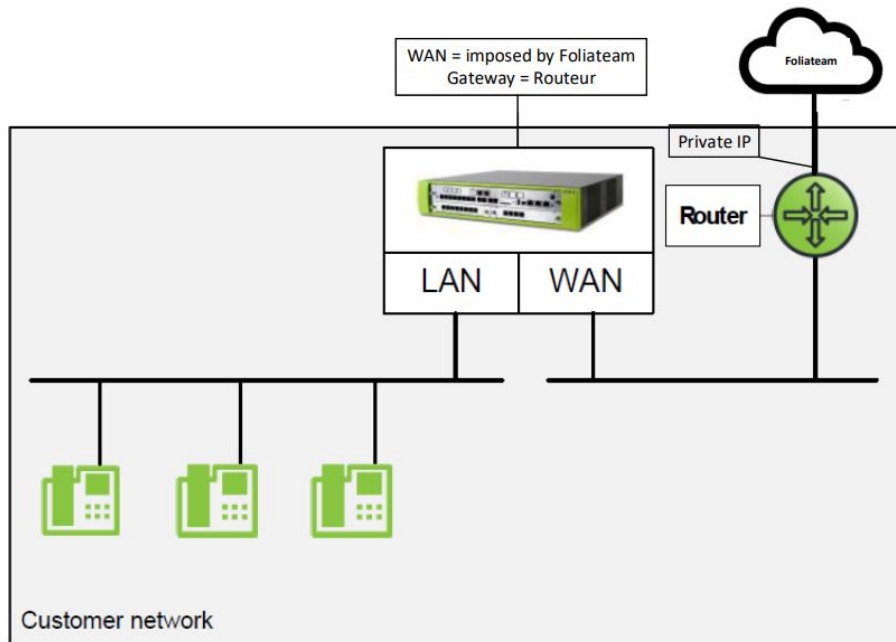 WAN = imposed by Foliateam
Gateway = Routeur
Foliateam
Private IP
Router
LAN
WAN
Customer network